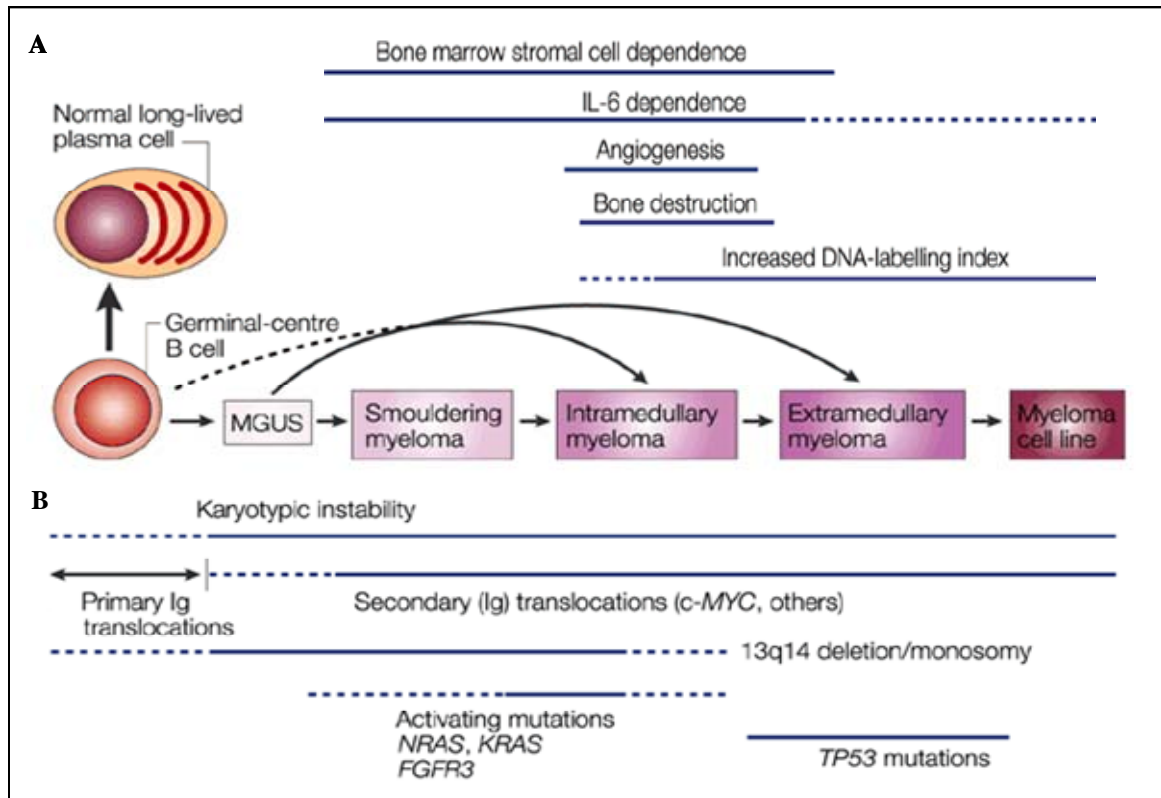 A
Bone marrow stromal cell dependence
IL-6 dependence
Angiogenesis
Bone destruction
Increased DNA-labelling index
Normal long-lived
plasma cell
Germinal-centre
B cell
MGUS
Smouldering
myeloma
Intramedullary
myeloma
Extramedullary
myeloma
Myeloma
cell line
B
Karyotypic instability
Primary Ig
translocations
Secondary (Ig) translocations (c-MYC, others)
13q14 deletion/monosomy
Activating mutations
NRAS, KRAS
FGFR3
TP53 mutations